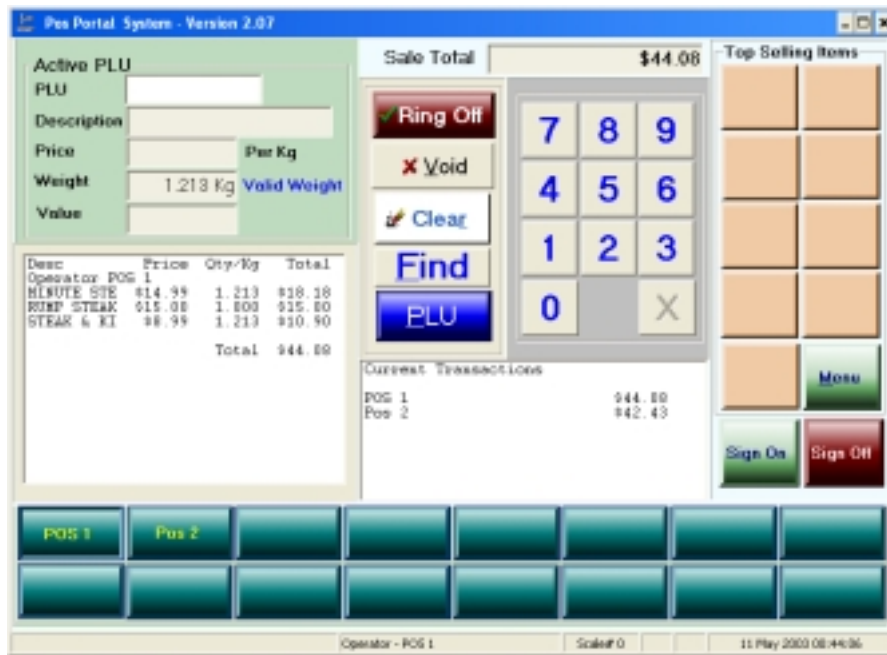 Pos Portal System - Version 2.07
Active PLU
PLU
Description
Price Per Kg
Weight 1.213 Kg Valid Weight
Value
Sale Total $44.08
Ring Off
Void
Clear
Find
PLU
7 8 9
4 5 6
1 2 3
0 X
Top Selling Items
Menu
Sign On Sign Off
Desc Price Qty/Kg Total
Operator POS 1
MINUTE STE $14.99 1.213 $18.18
RUMP STEAK $15.00 1.000 $15.00
STEAK & KI $8.99 1.213 $10.90
Total $44.08
Current Transactions
POS 1 $44.08
Pos 2 $42.43
POS 1 Pos 2
Operator - POS 1 Scale# 0 11 May 2003 08:44:06